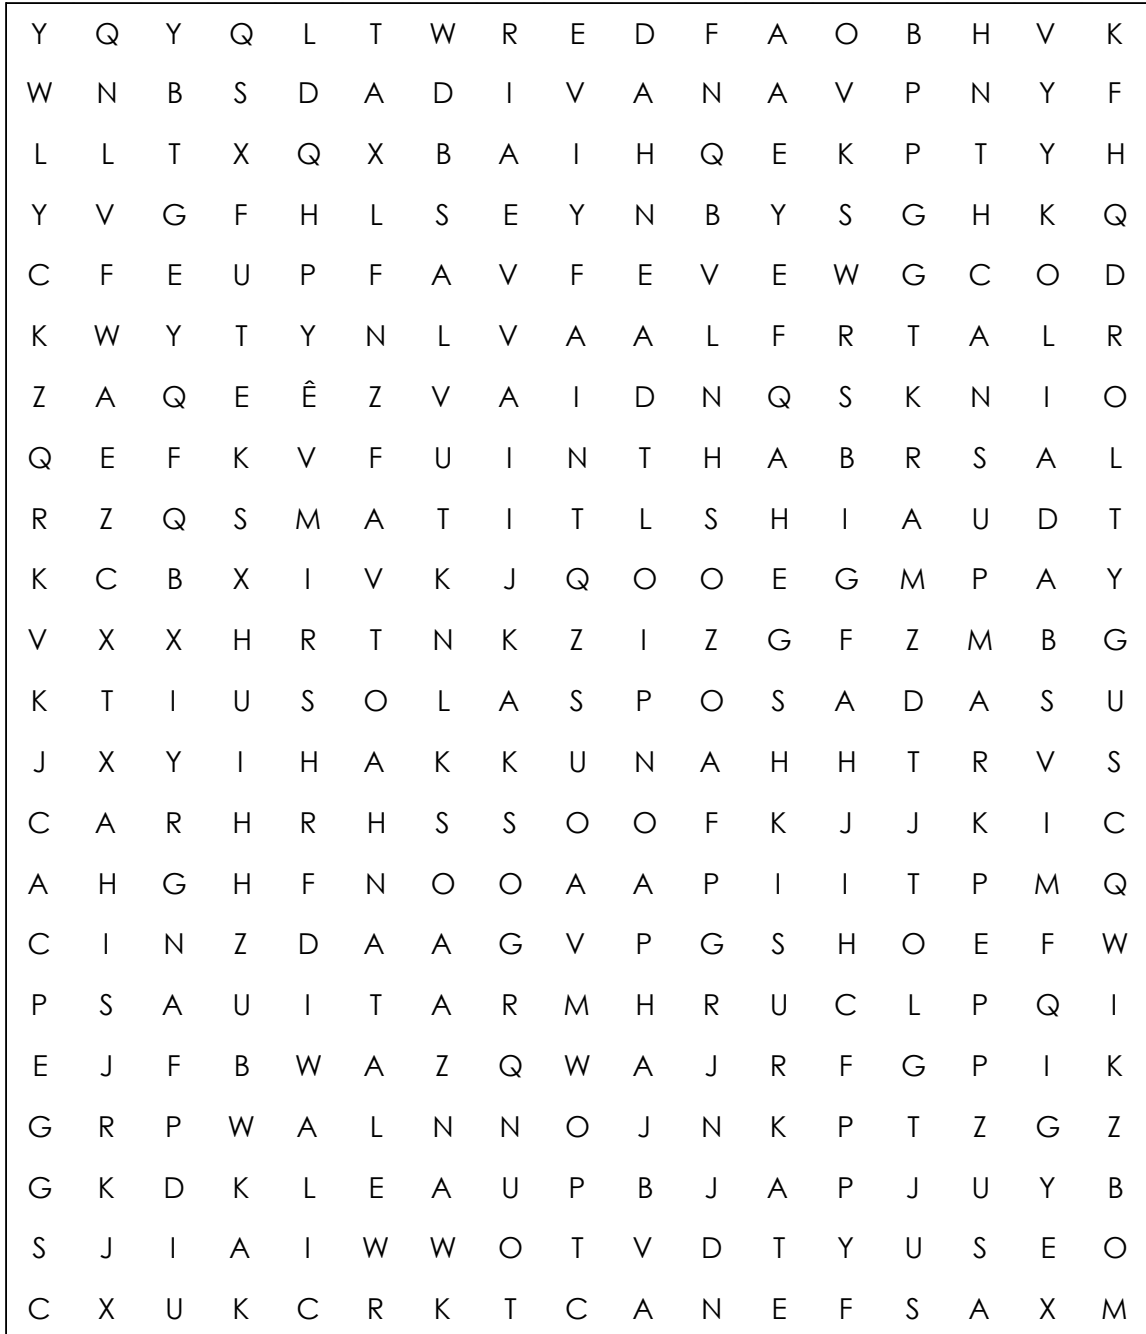 Y Q Y Q L T W R E D F A O B H V K
W N B S D A D I V A N A V P N Y F
L L T X Q X B A I H Q E K P T Y H
Y V G F H L S E Y N B Y S G H K Q
C F E U P F A V F E V E W G C O D
K W Y T Y N L V A A L F R T A L R
Z A Q E Ê Z V A I D N Q S K N I O
Q E F K V F U I N T H A B R S A L
R Z Q S M A T I T L S H I A U D T
K C B X I V K J Q O O E G M P A Y
V X X H R T N K Z I Z G F Z M B G
K T I U S O L A S P O S A D A S U
J X Y I H A K K U N A H H T R V S
C A R H R H S S O O F K J J K I C
A H G H F N O O A A P I I T P M Q
C I N Z D A A G V P G S H O E F W
P S A U I T A R M H R U C L P Q I
E J F B W A Z Q W A J R F G P I K
G R P W A L N N O J N K P T Z G Z
G K D K L E A U P B J A P J U Y B
S J I A I W W O T V D T Y U S E O
C X U K C R K T C A N E F S A X M